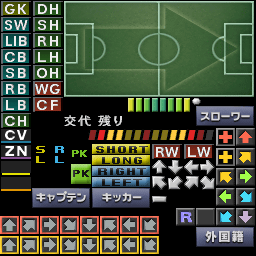 GK DH
SW SH
LIB RH
CB LH
SB OH
RB WG
LB CF
CH
CV
ZN
交代 残り
スローワー
S L
R L
PK
PK
SHORT
LONG
RIGHT
LEFT
RW LW
キャプテン
キッカー
R
外国籍